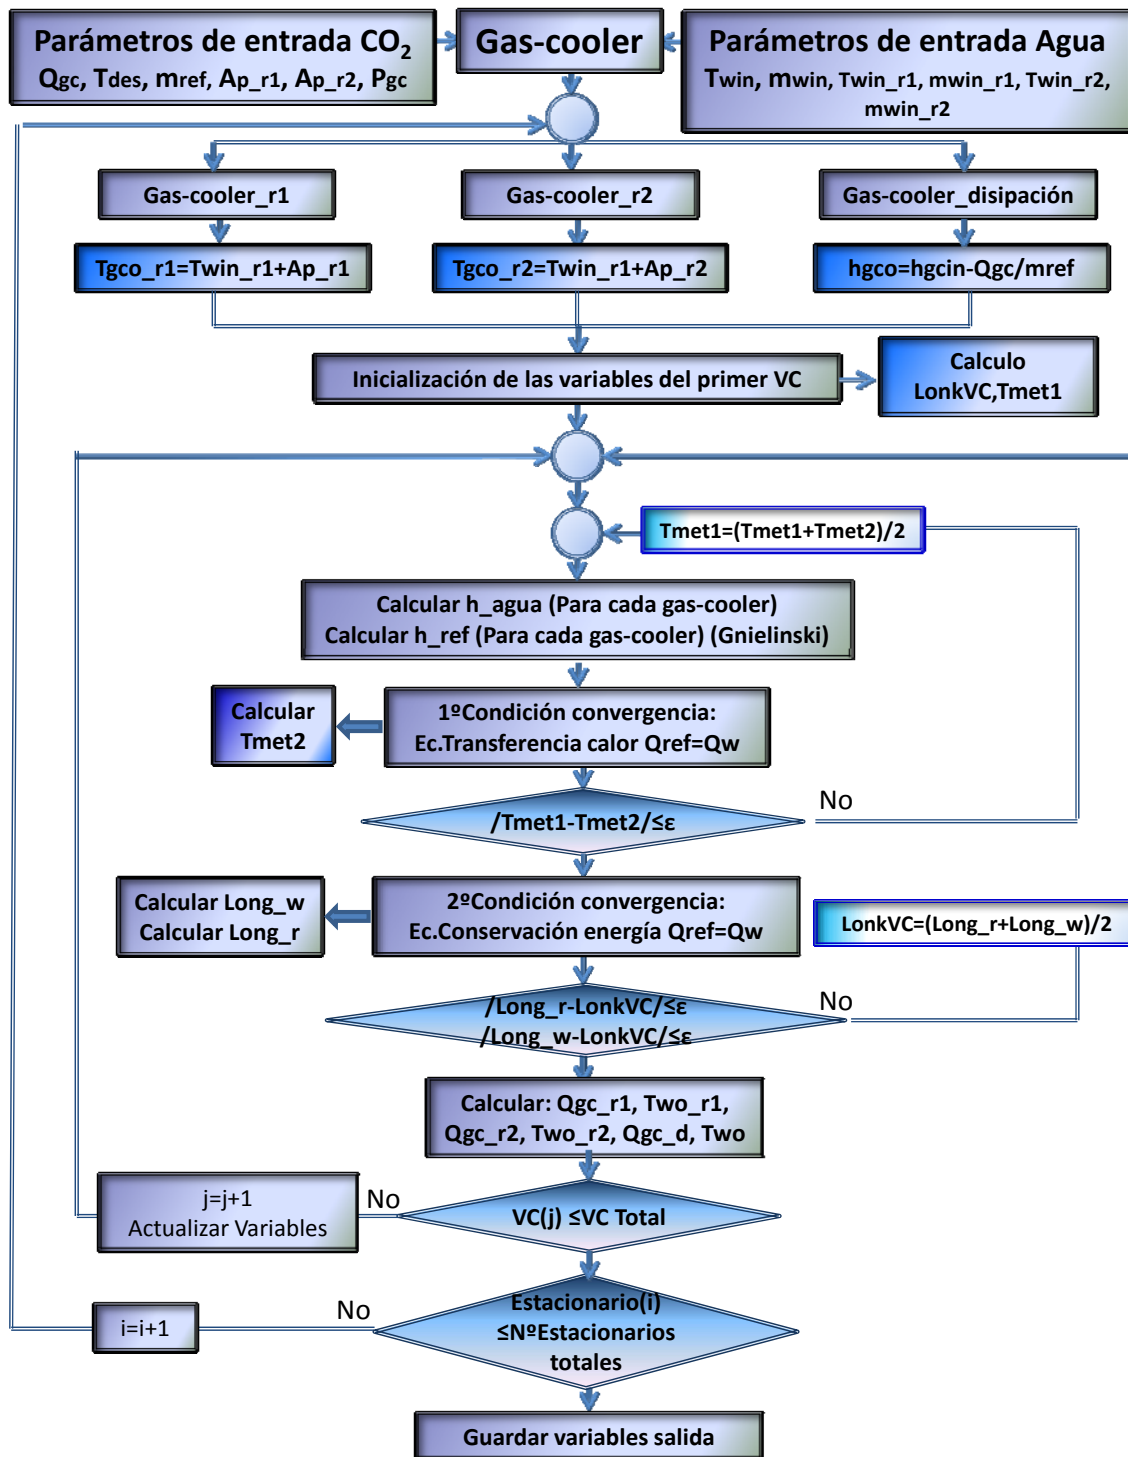 Parámetros de entrada CO₂
Qgc, Tdes, mref, Ap_r1, Ap_r2, Pgc
Gas-cooler
Parámetros de entrada Agua
Twin, mwin, Twin_r1, mwin_r1, Twin_r2,
mwin_r2
Gas-cooler_r1
Gas-cooler_r2
Gas-cooler_disipación
Tgco_r1=Twin_r1+Ap_r1
Tgco_r2=Twin_r1+Ap_r2
hgco=hgcin-Qgc/mref
Inicialización de las variables del primer VC
Calculo
LonkVC,Tmet1
Tmet1=(Tmet1+Tmet2)/2
Calcular h_agua (Para cada gas-cooler)
Calcular h_ref (Para cada gas-cooler) (Gnielinski)
Calcular
Tmet2
1ºCondición convergencia:
Ec.Transferencia calor Qref=Qw
No
/Tmet1-Tmet2/≤ε
Calcular Long_w
Calcular Long_r
2ºCondición convergencia:
Ec.Conservación energía Qref=Qw
LonkVC=(Long_r+Long_w)/2
No
/Long_r-LonkVC/≤ε
/Long_w-LonkVC/≤ε
Calcular: Qgc_r1, Two_r1,
Qgc_r2, Two_r2, Qgc_d, Two
j=j+1
Actualizar Variables
No
VC(j) ≤VC Total
i=i+1
No
Estacionario(i)
≤NºEstacionarios
totales
Guardar variables salida